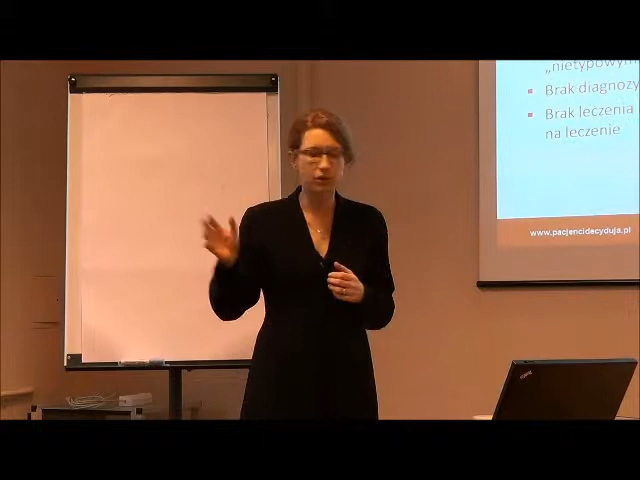 „nietypowym
Brak diagnozy
Brak leczenia
na leczenie
www.pacjencidecyduja.pl